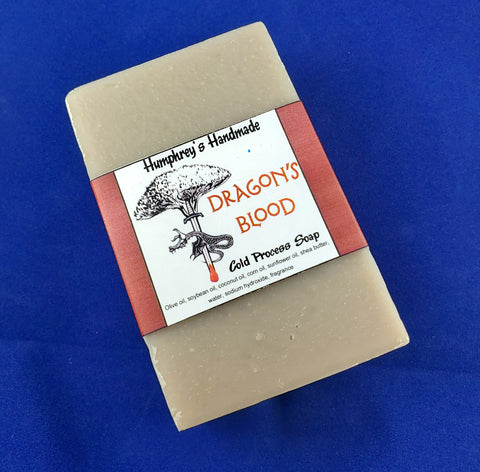 Humphrey's Handmade
DRAGON'S
BLOOD
Cold Process Soap
Olive oil, soybean oil, coconut oil, corn oil, sunflower oil, shea butter,
water, sodium hydroxide, fragrance